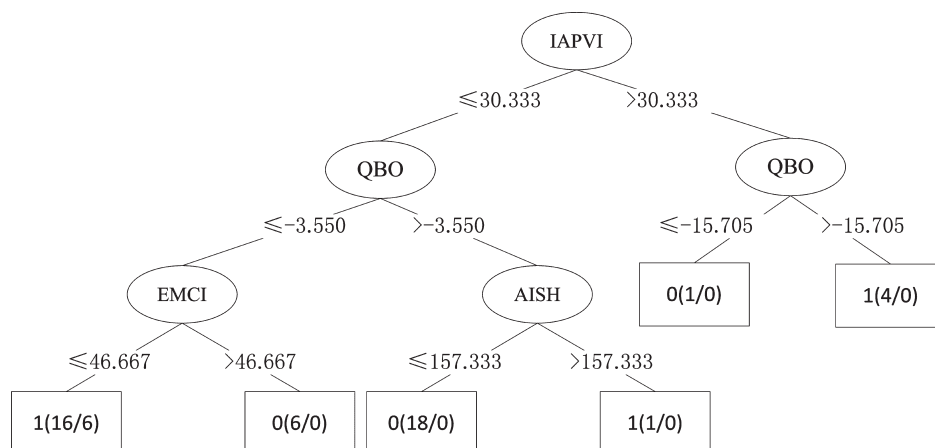 IAPVI
≤30.333 >30.333
QBO QBO
≤-3.550 >-3.550 ≤-15.705 >-15.705
EMCI AISH 0(1/0) 1(4/0)
≤46.667 >46.667 ≤157.333 >157.333
1(16/6) 0(6/0) 0(18/0) 1(1/0)